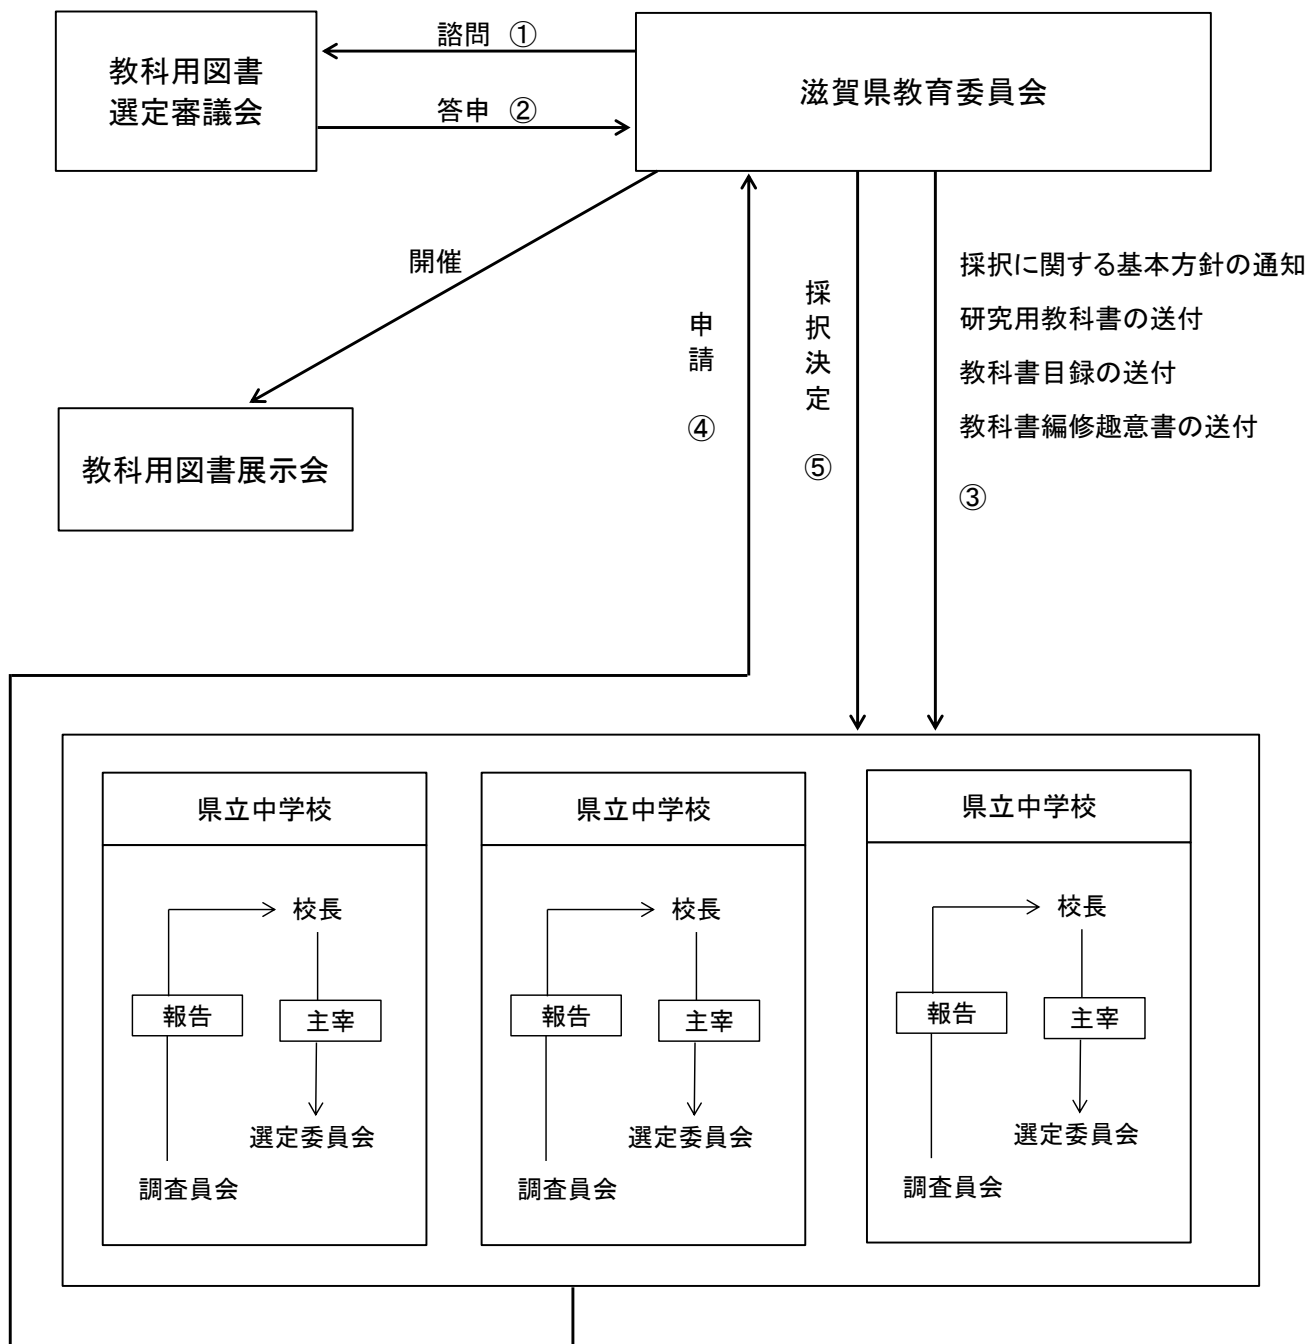 諮問 ①
教科用図書
選定審議会
滋賀県教育委員会
答申 ②
開催
採択に関する基本方針の通知
研究用教科書の送付
教科書目録の送付
教科書編修趣意書の送付
③
申請 ④
採択決定 ⑤
教科用図書展示会
県立中学校
校長
報告
主宰
選定委員会
調査員会
県立中学校
校長
報告
主宰
選定委員会
調査員会
県立中学校
校長
報告
主宰
選定委員会
調査員会